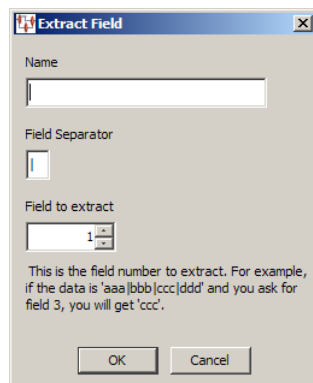 Extract Field
Name
Field Separator
|
Field to extract
1
This is the field number to extract. For example,
if the data is 'aaa|bbb|ccc|ddd' and you ask for
field 3, you will get 'ccc'.
OK Cancel